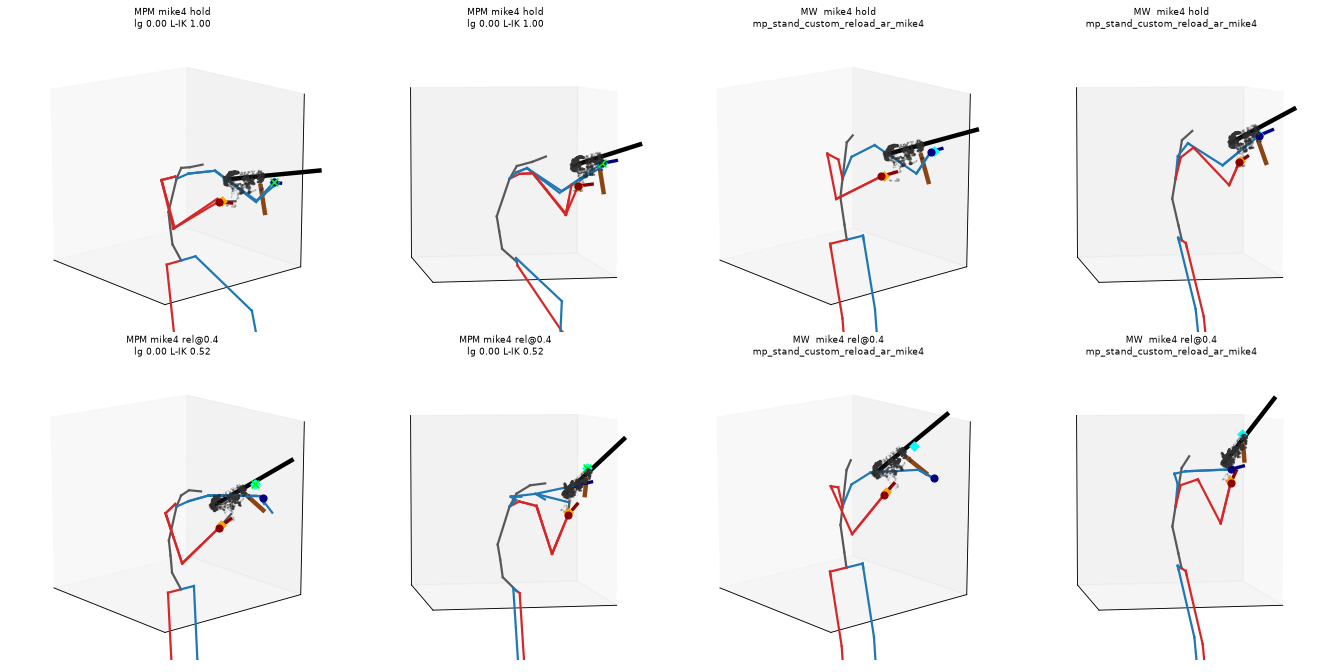 MPM mike4 hold
lg 0.00 L-IK 1.00
MPM mike4 hold
lg 0.00 L-IK 1.00
MW  mike4 hold
mp_stand_custom_reload_ar_mike4
MW  mike4 hold
mp_stand_custom_reload_ar_mike4
MPM mike4 rel@0.4
lg 0.00 L-IK 0.52
MPM mike4 rel@0.4
lg 0.00 L-IK 0.52
MW  mike4 rel@0.4
mp_stand_custom_reload_ar_mike4
MW  mike4 rel@0.4
mp_stand_custom_reload_ar_mike4